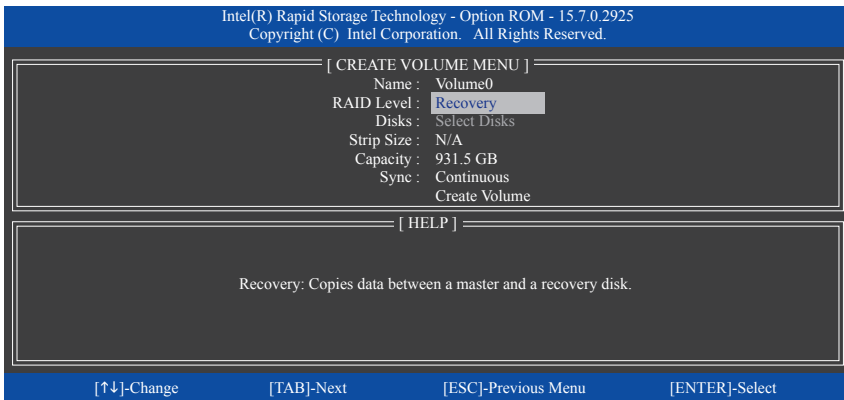 Intel(R) Rapid Storage Technology - Option ROM - 15.7.0.2925
Copyright (C) Intel Corporation. All Rights Reserved.
[ CREATE VOLUME MENU ]
Name : Volume0
RAID Level : Recovery
Disks : Select Disks
Strip Size : N/A
Capacity : 931.5 GB
Sync : Continuous
Create Volume
[ HELP ]
Recovery: Copies data between a master and a recovery disk.
[↑↓]-Change [TAB]-Next [ESC]-Previous Menu [ENTER]-Select